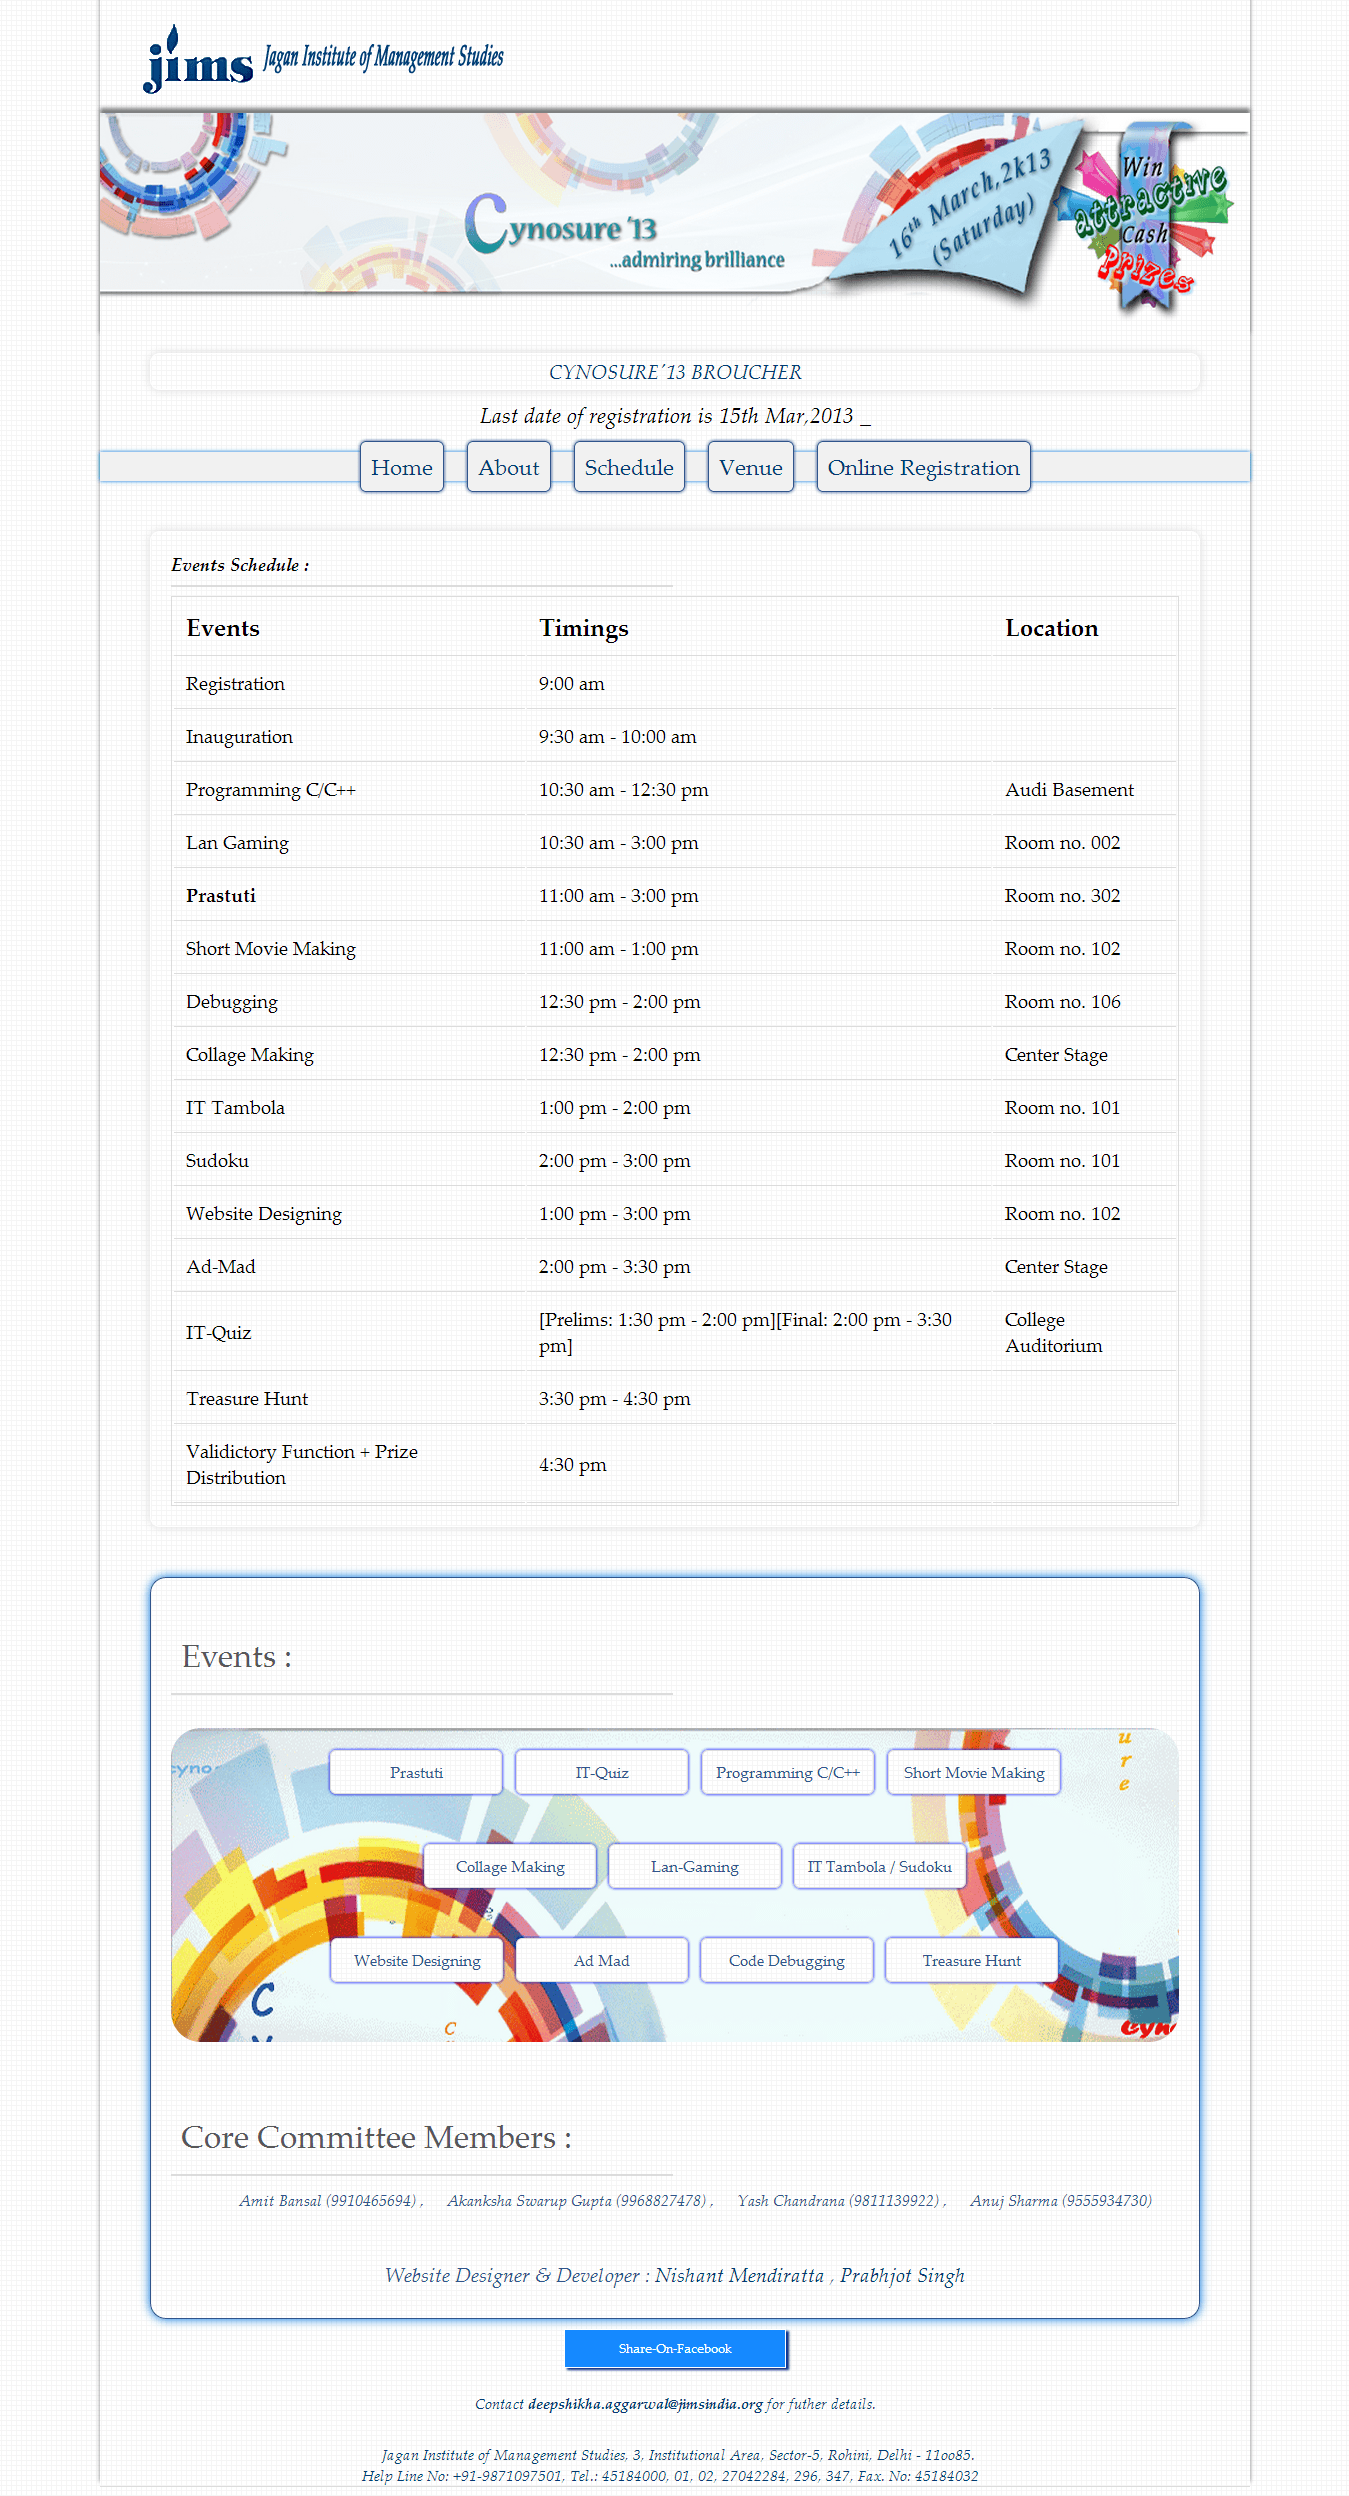 jims Jagan Institute of Management Studies
Cynosure '13
...admiring brilliance
16th March,2k13
(Saturday)
Win
attractive
Cash
Prizes
CYNOSURE'13 BROUCHER
Last date of registration is 15th Mar,2013 _
Home About Schedule Venue Online Registration
Events Schedule :
Events Timings Location
Registration 9:00 am
Inauguration 9:30 am - 10:00 am
Programming C/C++ 10:30 am - 12:30 pm Audi Basement
Lan Gaming 10:30 am - 3:00 pm Room no. 002
Prastuti 11:00 am - 3:00 pm Room no. 302
Short Movie Making 11:00 am - 1:00 pm Room no. 102
Debugging 12:30 pm - 2:00 pm Room no. 106
Collage Making 12:30 pm - 2:00 pm Center Stage
IT Tambola 1:00 pm - 2:00 pm Room no. 101
Sudoku 2:00 pm - 3:00 pm Room no. 101
Website Designing 1:00 pm - 3:00 pm Room no. 102
Ad-Mad 2:00 pm - 3:30 pm Center Stage
IT-Quiz [Prelims: 1:30 pm - 2:00 pm][Final: 2:00 pm - 3:30
pm] College
Auditorium
Treasure Hunt 3:30 pm - 4:30 pm
Validictory Function + Prize
Distribution 4:30 pm
Events :
cyno
u
r
e
Prastuti IT-Quiz Programming C/C++ Short Movie Making
Collage Making Lan-Gaming IT Tambola / Sudoku
Website Designing Ad Mad Code Debugging Treasure Hunt
C
C
Cyn
Core Committee Members :
Amit Bansal (9910465694) , Akanksha Swarup Gupta (9968827478) , Yash Chandrana (9811139922) , Anuj Sharma (9555934730)
Website Designer & Developer : Nishant Mendiratta , Prabhjot Singh
Share-On-Facebook
Contact deepshikha.aggarwal@jimsindia.org for futher details.
Jagan Institute of Management Studies, 3, Institutional Area, Sector-5, Rohini, Delhi - 11oo85.
Help Line No: +91-9871097501, Tel.: 45184000, 01, 02, 27042284, 296, 347, Fax. No: 45184032